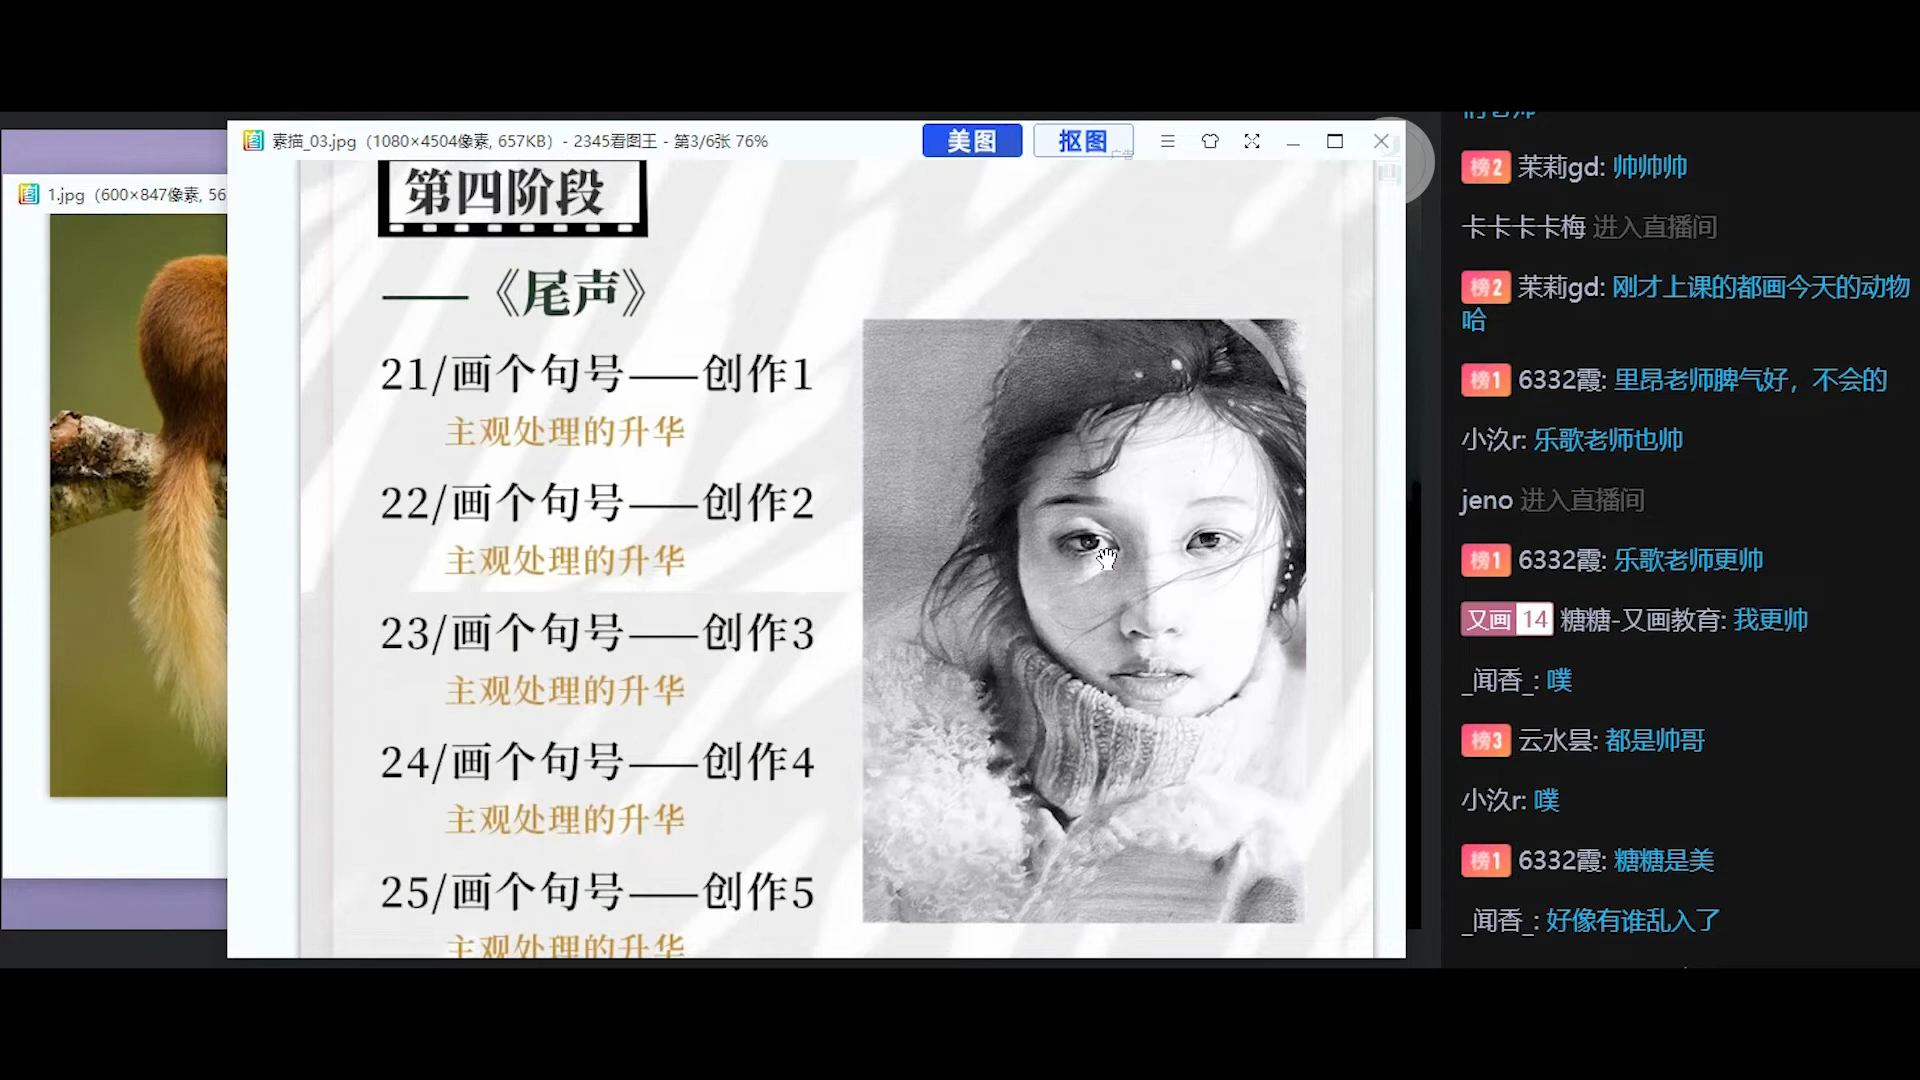 1.jpg（600×847像素, 56
素描_03.jpg（1080×4504像素, 657KB）- 2345看图王 - 第3/6张 76%
美图
抠图
广告
第四阶段
——《尾声》
21/画个句号——创作1
主观处理的升华
22/画个句号——创作2
主观处理的升华
23/画个句号——创作3
主观处理的升华
24/画个句号——创作4
主观处理的升华
25/画个句号——创作5
主观处理的升华
榜2 茉莉gd: 帅帅帅
卡卡卡卡梅 进入直播间
榜2 茉莉gd: 刚才上课的都画今天的动物
哈
榜1 6332霞: 里昂老师脾气好，不会的
小汣r: 乐歌老师也帅
jeno 进入直播间
榜1 6332霞: 乐歌老师更帅
又画 14 糖糖-又画教育: 我更帅
_闻香_: 噗
榜3 云水昙: 都是帅哥
小汣r: 噗
榜1 6332霞: 糖糖是美
_闻香_: 好像有谁乱入了